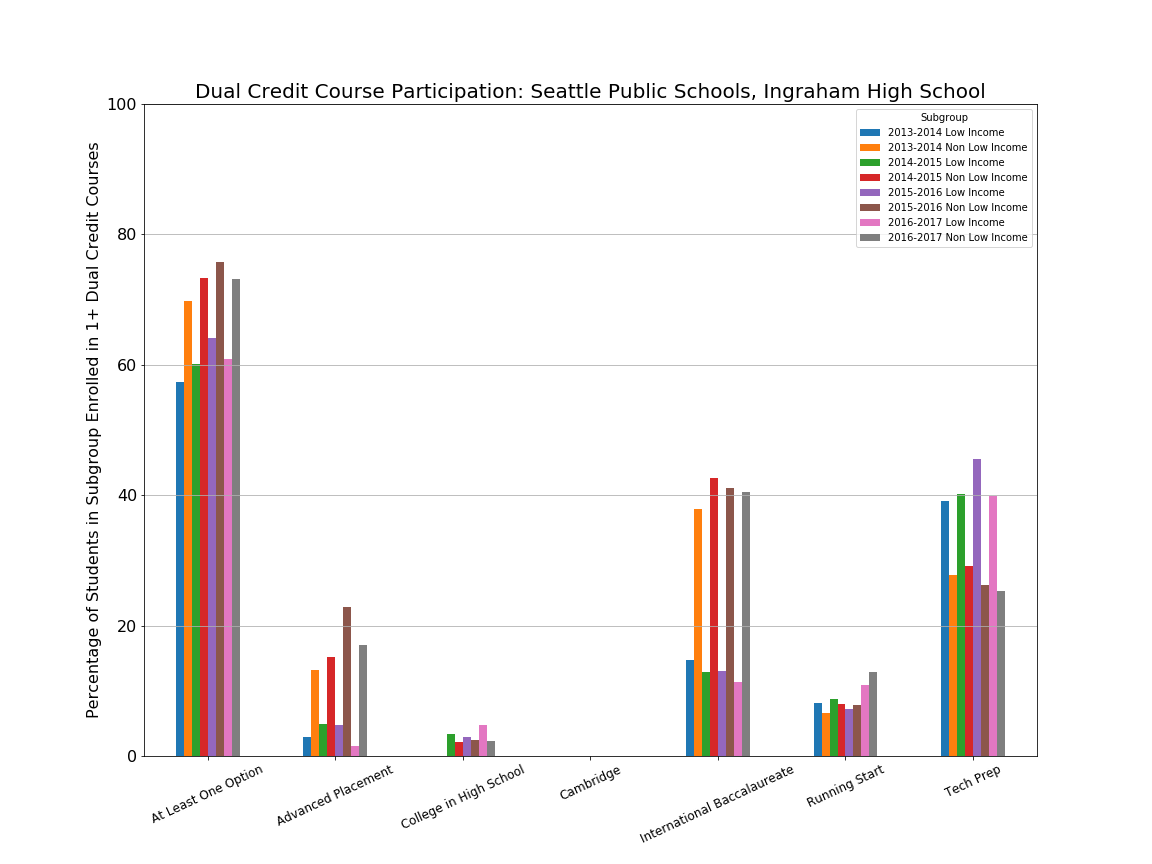 Dual Credit Course Participation: Seattle Public Schools, Ingraham High School
Percentage of Students in Subgroup Enrolled in 1+ Dual Credit Courses
100
80
60
40
20
0
Subgroup
2013-2014 Low Income
2013-2014 Non Low Income
2014-2015 Low Income
2014-2015 Non Low Income
2015-2016 Low Income
2015-2016 Non Low Income
2016-2017 Low Income
2016-2017 Non Low Income
At Least One Option
Advanced Placement
College in High School
Cambridge
International Baccalaureate
Running Start
Tech Prep